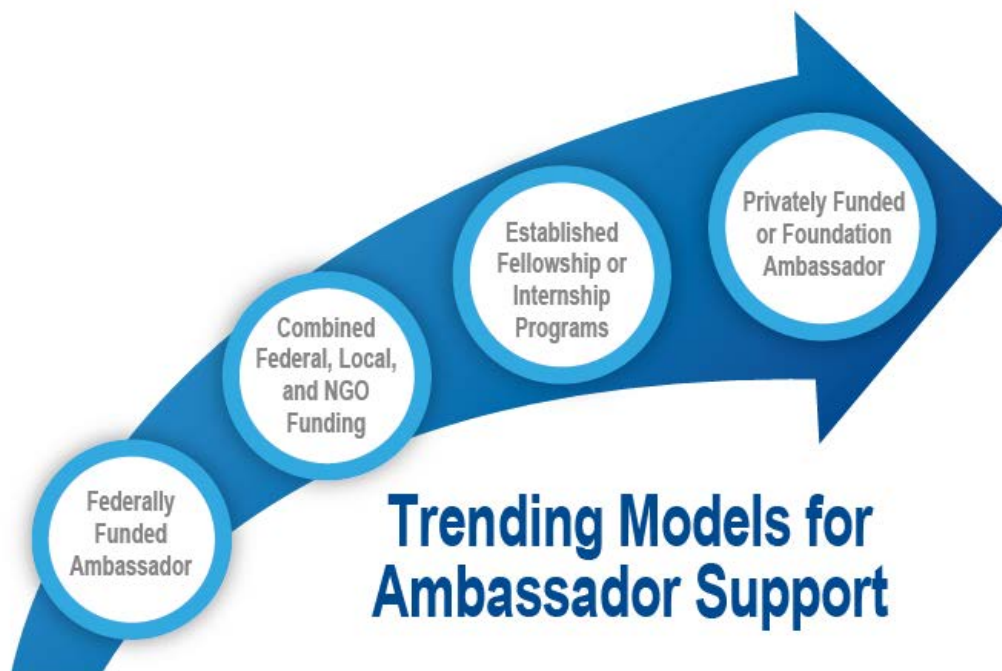 Privately Funded
or Foundation
Ambassador
Established
Fellowship or
Internship
Programs
Combined
Federal, Local,
and NGO
Funding
Federally
Funded
Ambassador
Trending Models for
Ambassador Support